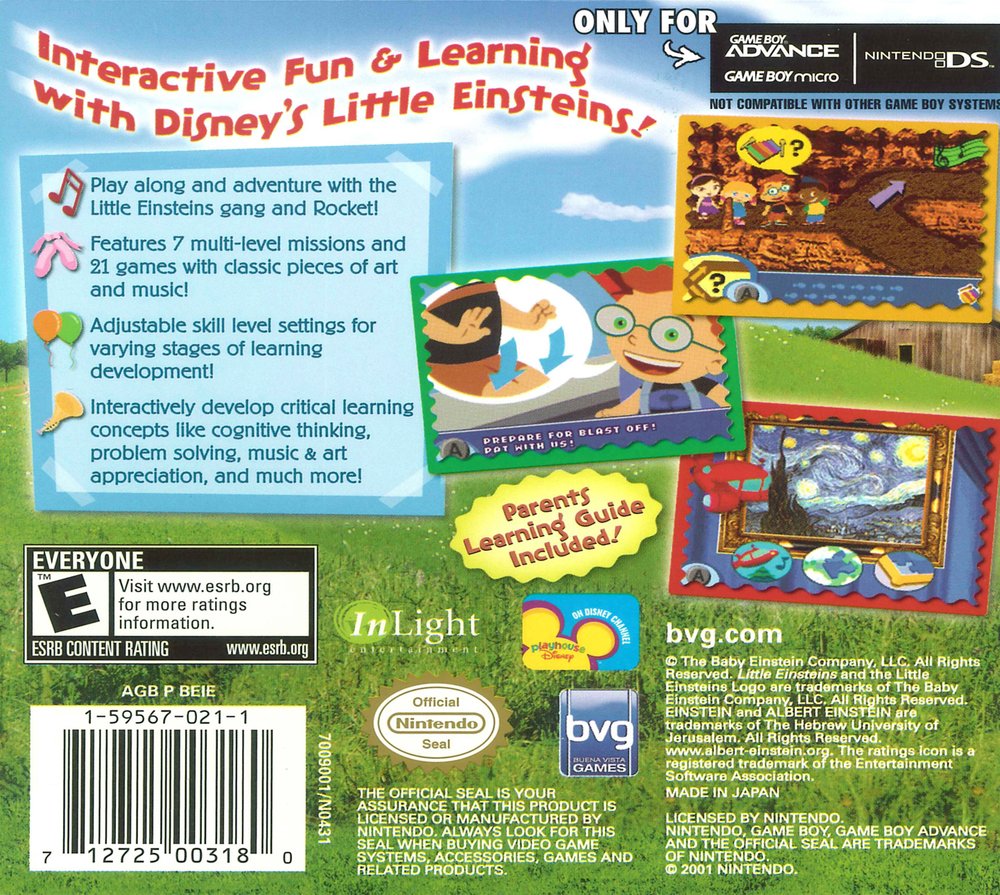 ONLY FOR
GAME BOY ADVANCE
GAME BOY micro
NINTENDO DS™
NOT COMPATIBLE WITH OTHER GAME BOY SYSTEMS
Interactive Fun & Learning
with Disney's Little Einsteins!
Play along and adventure with the
Little Einsteins gang and Rocket!
Features 7 multi-level missions and
21 games with classic pieces of art
and music!
Adjustable skill level settings for
varying stages of learning
development!
Interactively develop critical learning
concepts like cognitive thinking,
problem solving, music & art
appreciation, and much more!
?
?
A
A PREPARE FOR BLAST OFF!
PAT WITH US!
A
Parents
Learning Guide
Included!
EVERYONE
E™
Visit www.esrb.org
for more ratings
information.
ESRB CONTENT RATING www.esrb.org
AGB P BEIE
1-59567-021-1
7 12725 00318 0
7009001/N0431
InLight
entertainment
ON DISNEY CHANNEL
playhouse
Disney
Official
Nintendo
Seal
bvg
BUENA VISTA
GAMES
THE OFFICIAL SEAL IS YOUR
ASSURANCE THAT THIS PRODUCT IS
LICENSED OR MANUFACTURED BY
NINTENDO. ALWAYS LOOK FOR THIS
SEAL WHEN BUYING VIDEO GAME
SYSTEMS, ACCESSORIES, GAMES AND
RELATED PRODUCTS.
bvg.com
© The Baby Einstein Company, LLC. All Rights
Reserved. Little Einsteins and the Little
Einsteins Logo are trademarks of The Baby
Einstein Company, LLC. All Rights Reserved.
EINSTEIN and ALBERT EINSTEIN are
trademarks of The Hebrew University of
Jerusalem. All Rights Reserved.
www.albert-einstein.org. The ratings icon is a
registered trademark of the Entertainment
Software Association.
MADE IN JAPAN
LICENSED BY NINTENDO.
NINTENDO, GAME BOY, GAME BOY ADVANCE
AND THE OFFICIAL SEAL ARE TRADEMARKS
OF NINTENDO.
© 2001 NINTENDO.